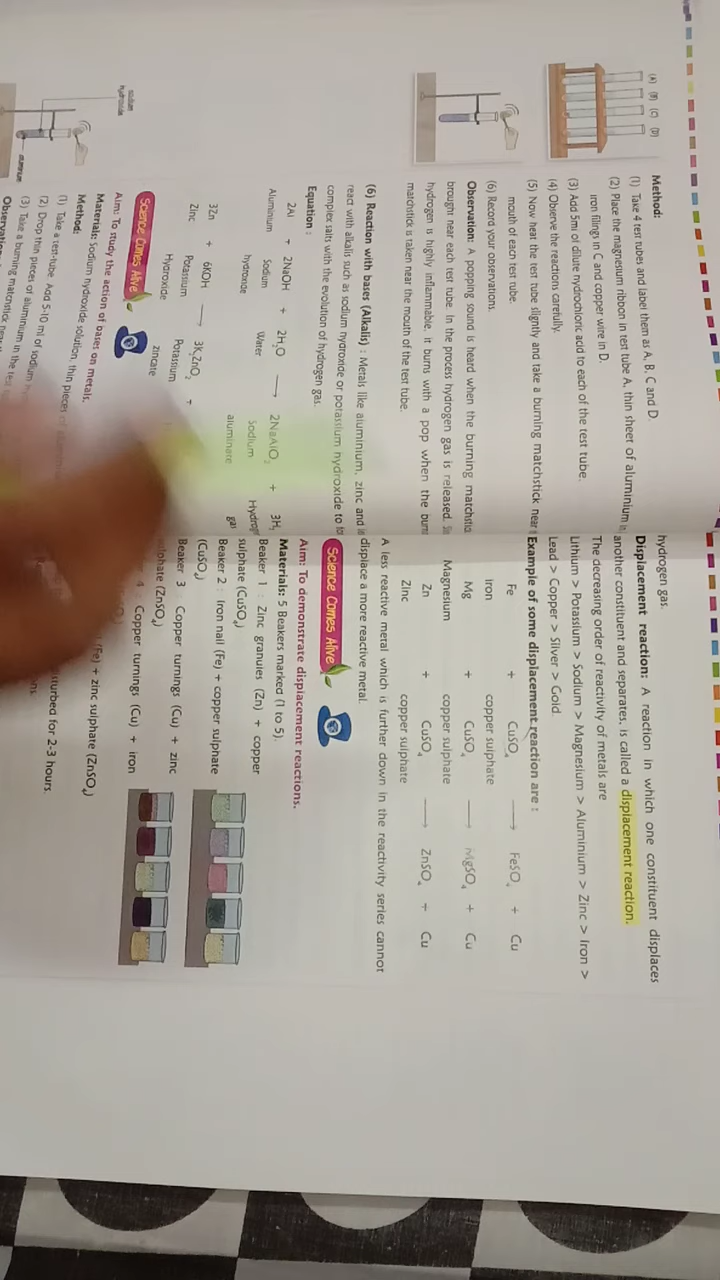 (A) (B) (C) (D)
Method:
(1) Take 4 test tubes and label them as A, B, C and D.
(2) Place the magnesium ribbon in test tube A, thin sheet of aluminium
iron filings in C and copper wire in D.
(3) Add 5ml of dilute hydrochloric acid to each of the test tube.
(4) Observe the reactions carefully.
(5) Now heat the test tube slightly and take a burning matchstick near
mouth of each test tube.
(6) Record your observations.
Observation: A popping sound is heard when the burning
brought near each test tube. In the process hydrogen gas is released.
hydrogen is highly inflammable, it burns with a pop when the
matchstick is taken near the mouth of the test tube.
(6) Reaction with bases (Alkalis) : Metals like aluminium, zinc and
react with alkalis such as sodium hydroxide or potassium hydroxide to
complex salts with the evolution of hydrogen gas.
Equation :
2Al + 2NaOH + 2H₂O ⟶ 2NaAlO₂ + 3H₂
Aluminium Sodium Water Sodium
hydroxide aluminate gas
3Zn + 6KOH ⟶ 3K₂ZnO₂ +
Zinc Potassium Potassium
Hydroxide zincate
Science Comes Alive
Aim: To study the action of bases on metals.
Materials: Sodium hydroxide solution, thin pieces of
Method:
(1) Take a test-tube. Add 5-10 ml of sodium
(2) Drop thin pieces of aluminium in the
(3) Take a burning matchstick
sodium
hydroxide
aluminium
hydrogen gas.
Displacement reaction: A reaction in which one constituent displaces
another constituent and separates, is called a displacement reaction.
The decreasing order of reactivity of metals are
Lithium > Potassium > Sodium > Magnesium > Aluminium > Zinc > Iron >
Lead > Copper > Silver > Gold.
Example of some displacement reaction are :
Fe + CuSO₄ ⟶ FeSO₄ + Cu
Iron copper sulphate
Mg + CuSO₄ ⟶ MgSO₄ + Cu
Magnesium copper sulphate
Zn + CuSO₄ ⟶ ZnSO₄ + Cu
Zinc copper sulphate
A less reactive metal which is further down in the reactivity series cannot
displace a more reactive metal.
Science Comes Alive
Aim: To demonstrate displacement reactions.
Materials: 5 Beakers marked (1 to 5).
Beaker 1 : Zinc granules (Zn) + copper
sulphate (CuSO₄)
Beaker 2 : Iron nail (Fe) + copper sulphate
(CuSO₄)
Beaker 3 : Copper turnings (Cu) + zinc
sulphate (ZnSO₄)
4 : Copper turnings (Cu) + iron
(Fe) + zinc sulphate (ZnSO₄)
for 2-3 hours.